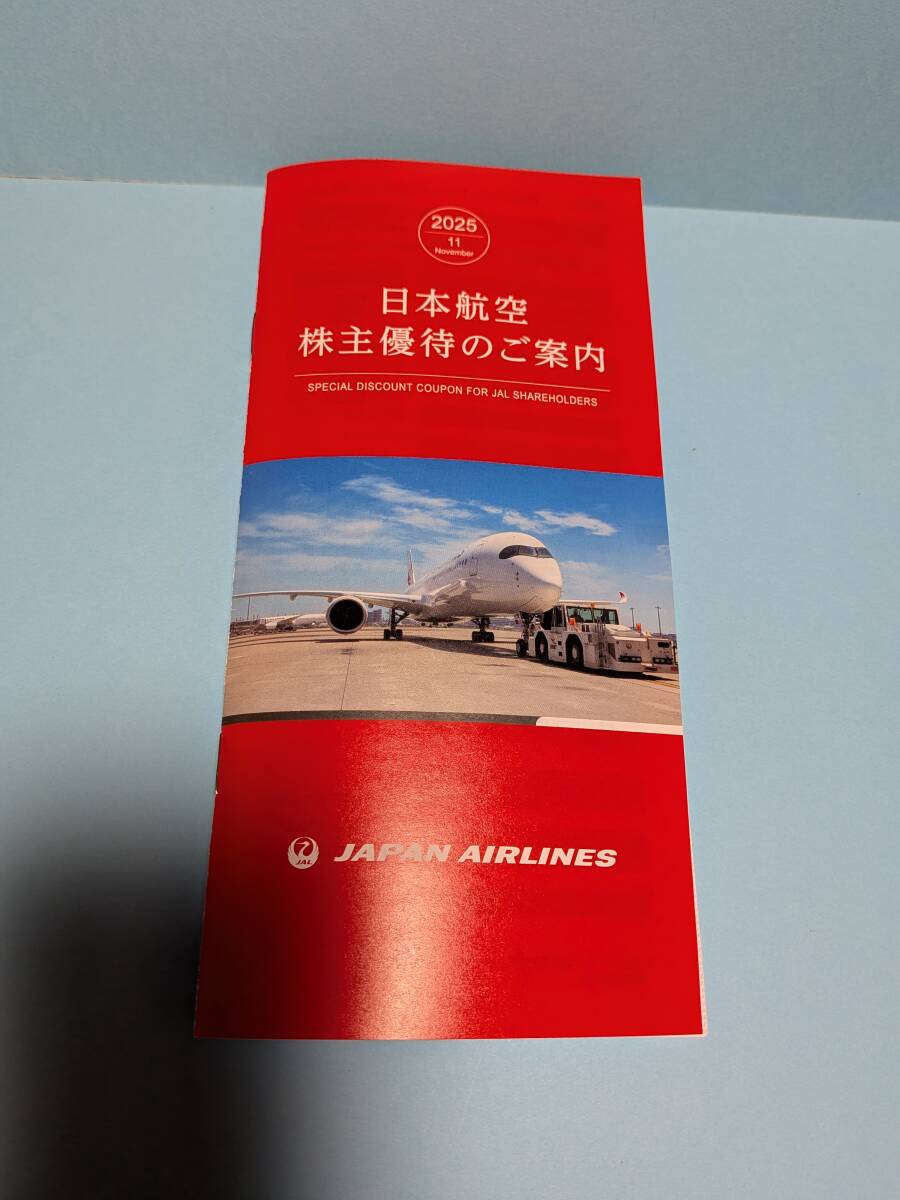 2025
11
November
日本航空
株主優待のご案内
SPECIAL DISCOUNT COUPON FOR JAL SHAREHOLDERS
JAL
JAPAN AIRLINES